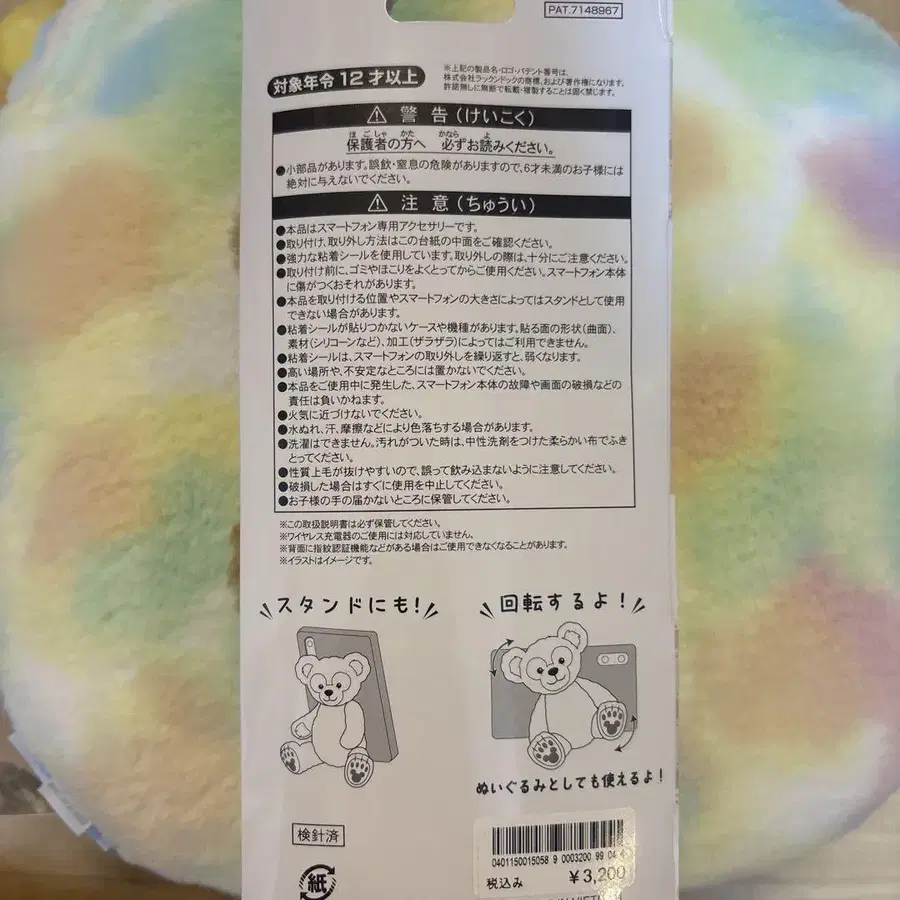 PAT.7148967
対象年令12才以上
※上記の製品名・ロゴ・パテント番号は、
株式会社ラックンドックの商標、および著作権になります。
許諾無しに無断で転載・複製することは固く禁じます。
警告(けいこく)
ほごしゃ かた かなら よ
保護者の方へ 必ずお読みください。
●小部品があります。誤飲・窒息の危険がありますので、6才未満のお子様には
絶対に与えないでください。
注意(ちゅうい)
●本品はスマートフォン専用アクセサリーです。
●取り付け、取り外し方法はこの台紙の中面をご確認ください。
●強力な粘着シールを使用しています。取り外しの際は、十分にご注意ください。
●取り付け前に、ゴミやほこりをよくとってからご使用ください。スマートフォン本体
に傷がつくおそれがあります。
●本品を取り付ける位置やスマートフォンの大きさによってはスタンドとして使用
できない場合があります。
●粘着シールが貼りつかないケースや機種があります。貼る面の形状(曲面)、
素材(シリコーンなど)、加工(ザラザラ)によってはご利用できません。
●粘着シールは、スマートフォンの取り外しを繰り返すと、弱くなります。
●高い場所や、不安定なところには置かないでください。
●本品をご使用中に発生した、スマートフォン本体の故障や画面の破損などの
責任は負いかねます。
●火気に近づけないでください。
●水ぬれ、汗、摩擦などにより色落ちする場合があります。
●洗濯はできません。汚れがついた時は、中性洗剤をつけた柔らかい布でふき
とってください。
●性質上毛が抜けやすいので、誤って飲み込まないように注意してください。
●破損した場合はすぐに使用を中止してください。
●お子様の手の届かないところに保管してください。
※この取扱説明書は必ず保管してください。
※ワイヤレス充電器のご使用には対応していません。
※背面に指紋認証機能などがある場合はご使用できなくなることがあります。
※イラストはイメージです。
スタンドにも!
回転するよ!
ぬいぐるみとしても使えるよ!
検針済
紙
0401150015058 9 0003200 99 04 4
税込み ¥3,200